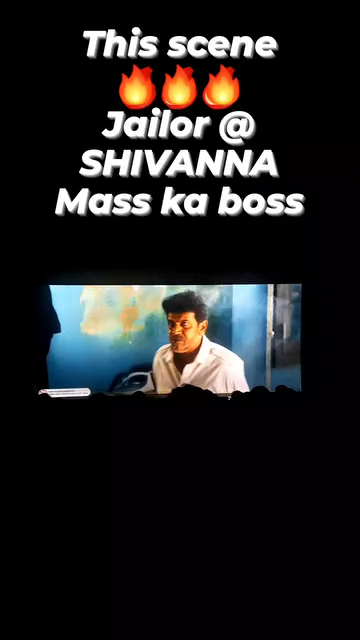 This scene
🔥🔥🔥
Jailor @
SHIVANNA
Mass ka boss